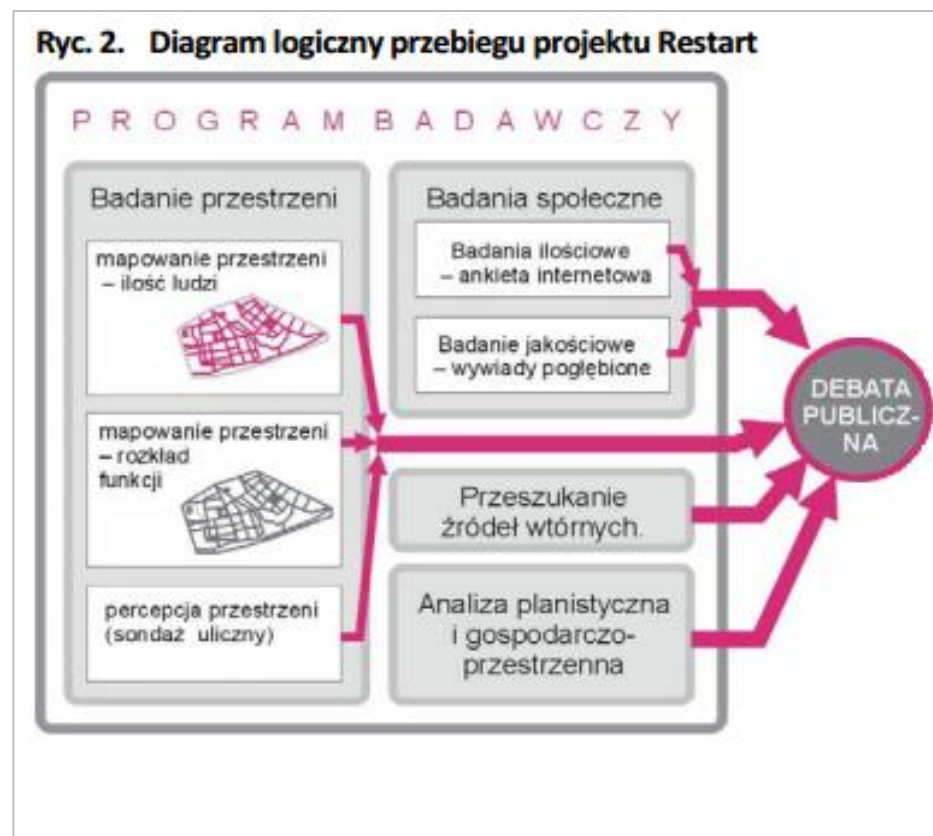 Ryc. 2. Diagram logiczny przebiegu projektu Restart
PROGRAM BADAWCZY
Badanie przestrzeni
mapowanie przestrzeni
– ilość ludzi
mapowanie przestrzeni
– rozkład
funkcji
percepcja przestrzeni
(sondaż uliczny)
Badania społeczne
Badania ilościowe
– ankieta internetowa
Badanie jakościowe
– wywiady pogłębione
Przeszukanie
źródeł wtórnych.
Analiza planistyczna
i gospodarczo-
przestrzenna
DEBATA
PUBLICZ-
NA